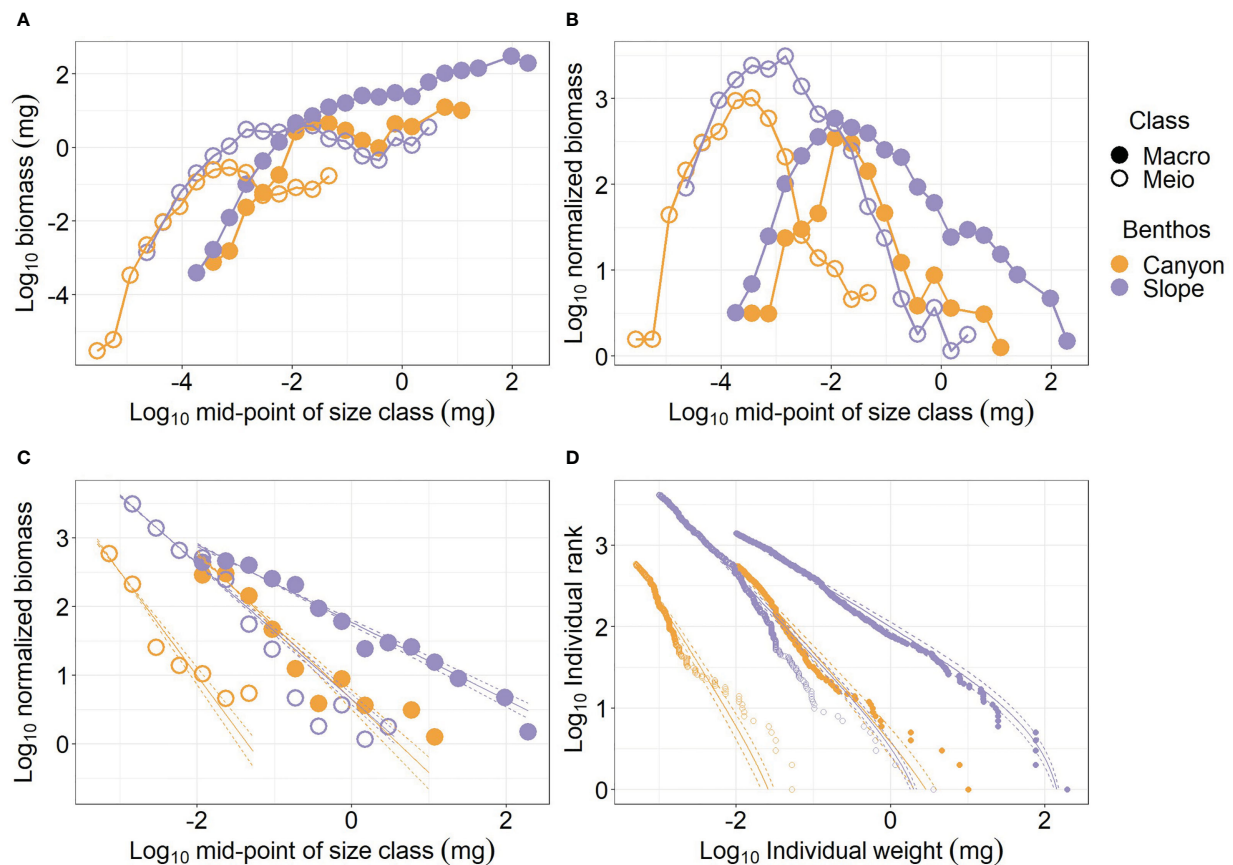 A
Log10 biomass (mg)
2
0
-2
-4
-4
-2
0
2
Log10 mid-point of size class (mg)
B
Log10 normalized biomass
3
2
1
0
-4
-2
0
2
Log10 mid-point of size class (mg)
Class
Macro
Meio
Benthos
Canyon
Slope
C
Log10 normalized biomass
3
2
1
0
-2
0
2
Log10 mid-point of size class (mg)
D
Log10 Individual rank
3
2
1
0
-2
0
2
Log10 Individual weight (mg)